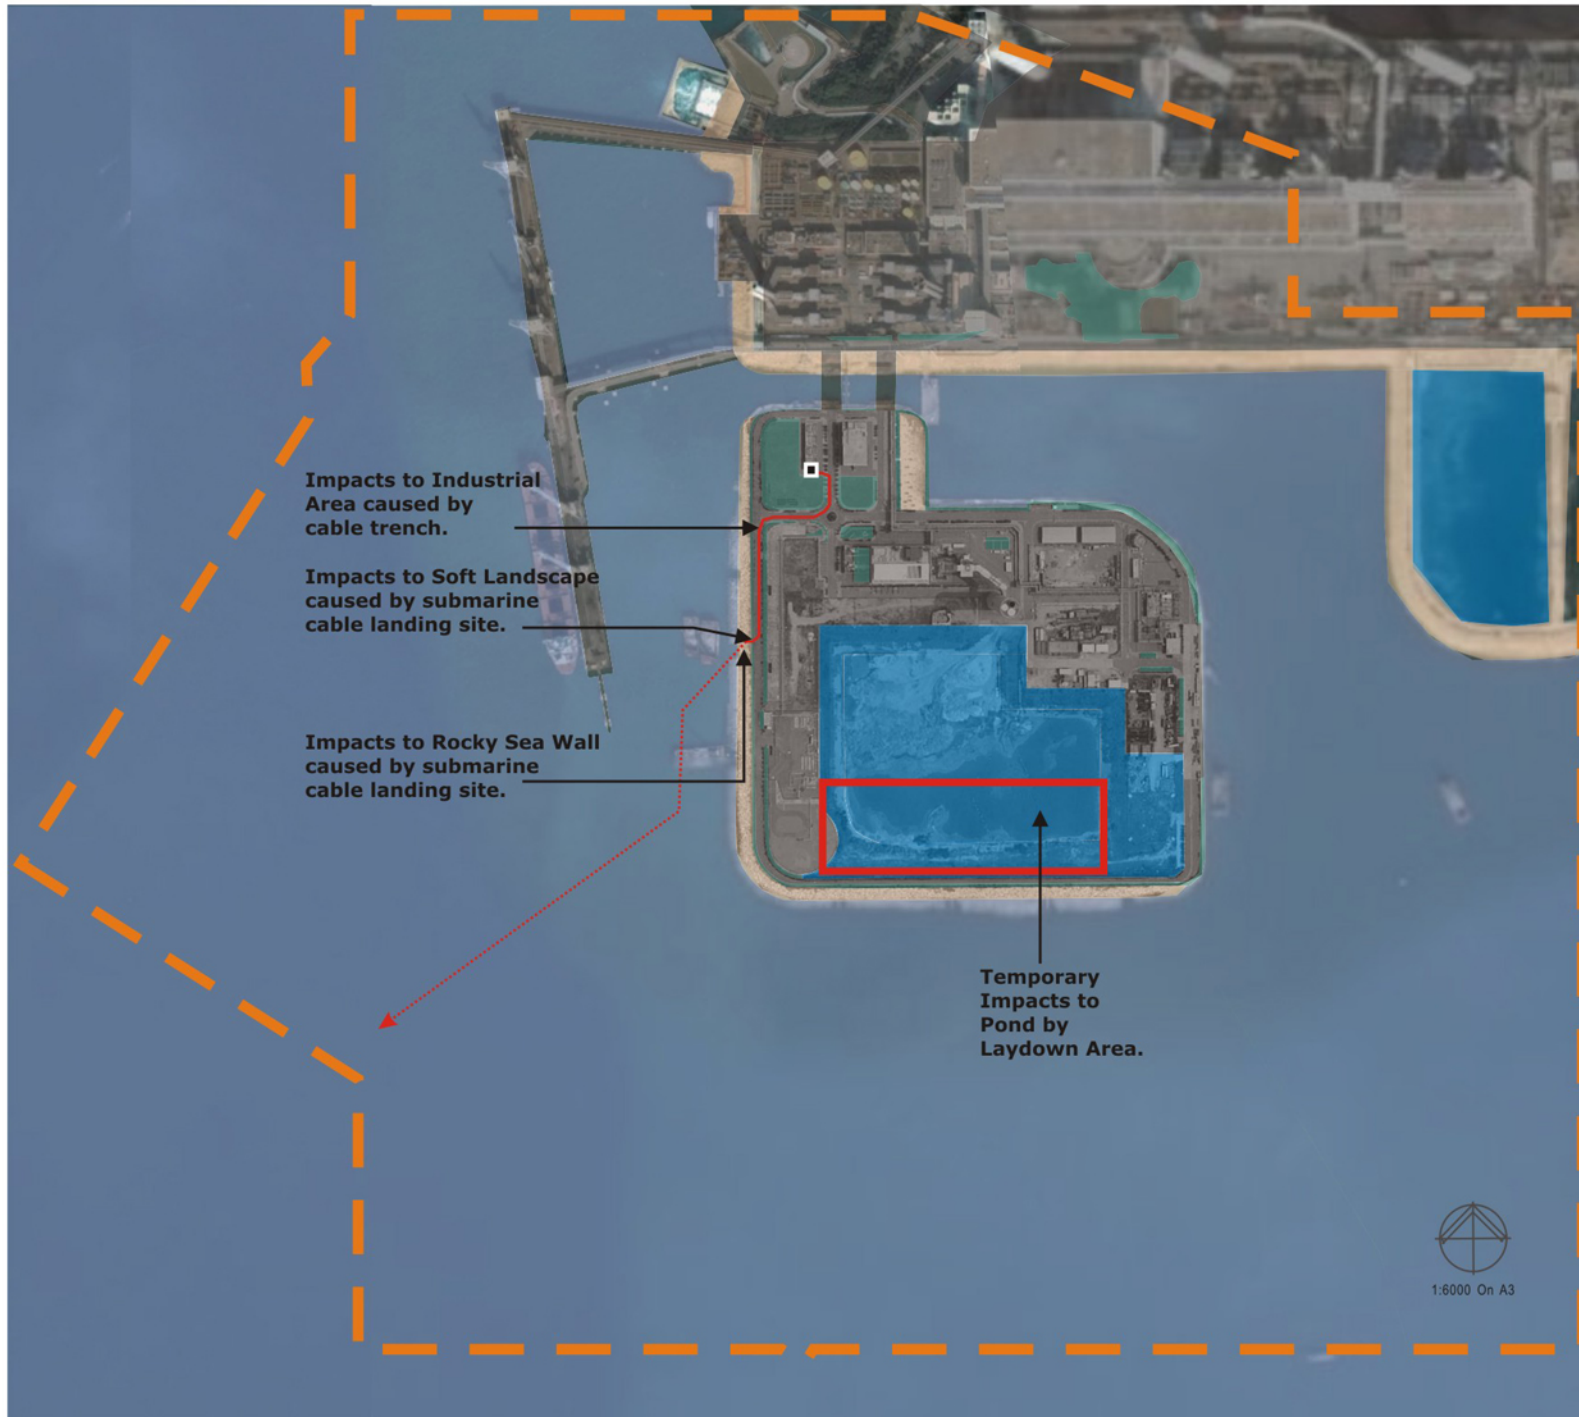 Impacts to Industrial
Area caused by
cable trench.
Impacts to Soft Landscape
caused by submarine
cable landing site.
Impacts to Rocky Sea Wall
caused by submarine
cable landing site.
Temporary
Impacts to
Pond by
Laydown Area.
1:6000 On A3